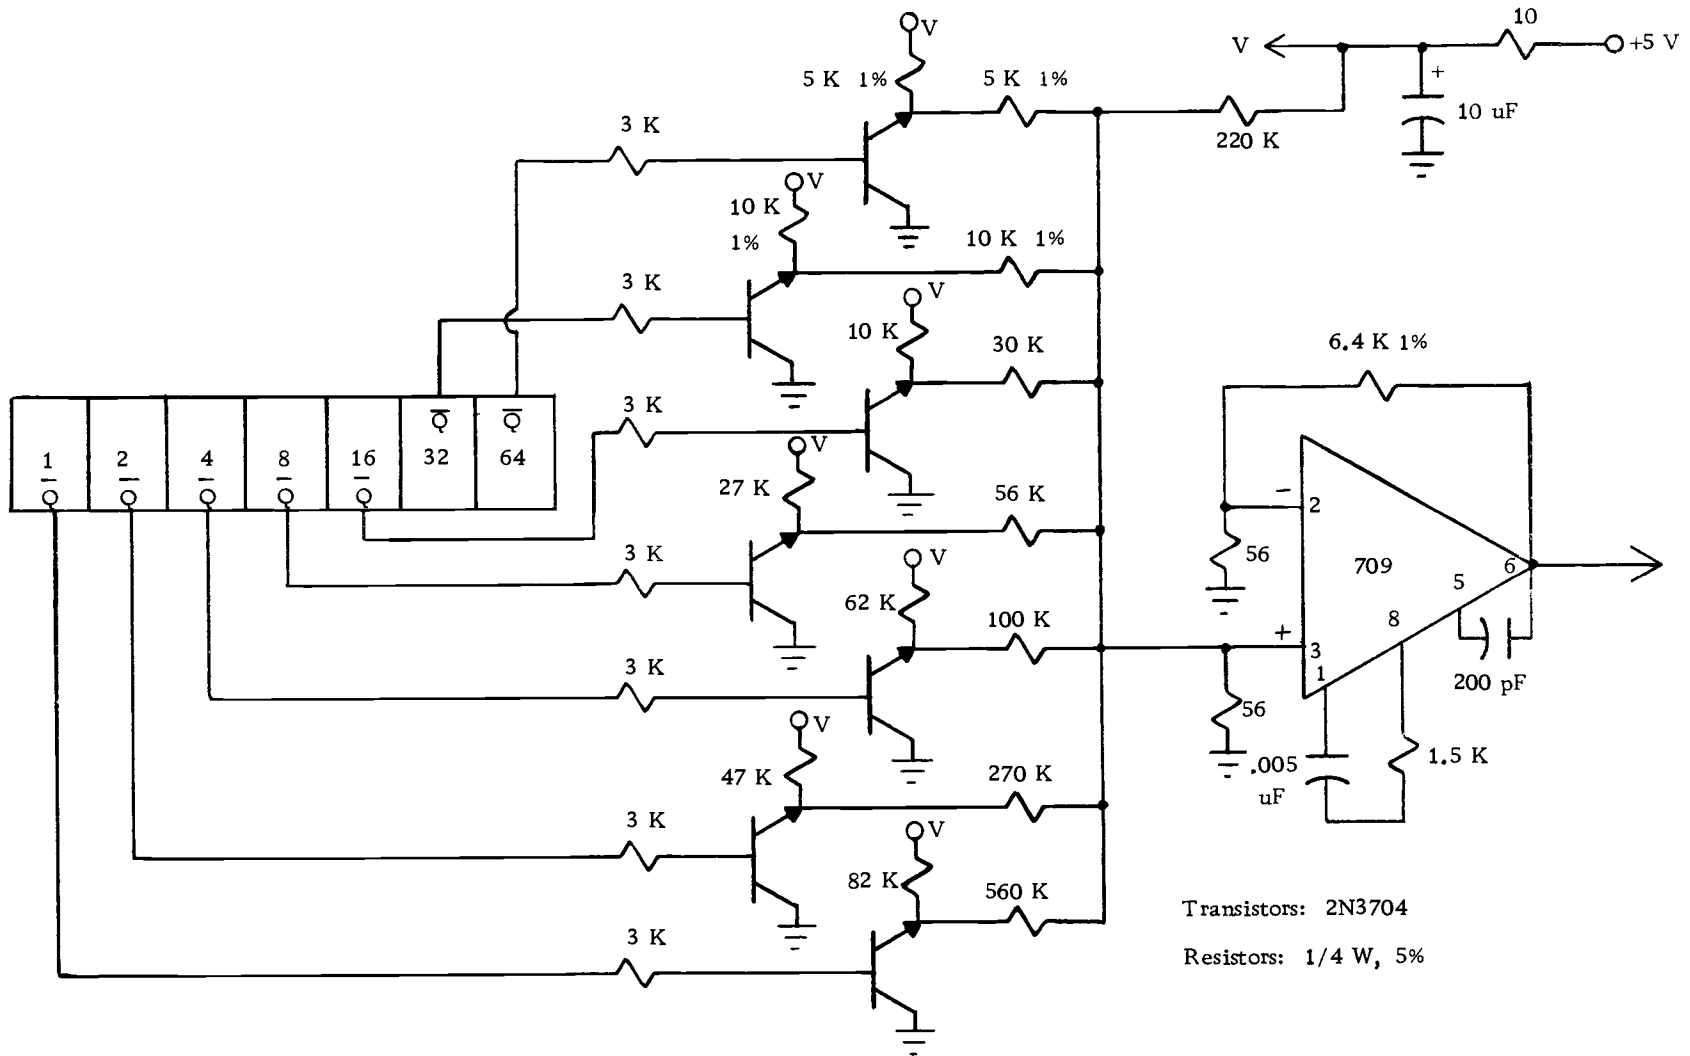 V
10
+5 V
V
5 K 1%
5 K 1%
+
10 uF
220 K
3 K
V
10 K
1%
10 K 1%
3 K
V
10 K
30 K
6.4 K 1%
3 K
Q
Q
1
2
4
8
16
32
64
V
27 K
56 K
−
2
56
709
6
5
8
3 K
V
62 K
100 K
+
3
1
200 pF
3 K
56
V
47 K
270 K
.005
uF
1.5 K
3 K
V
82 K
560 K
Transistors: 2N3704
3 K
Resistors: 1/4 W, 5%